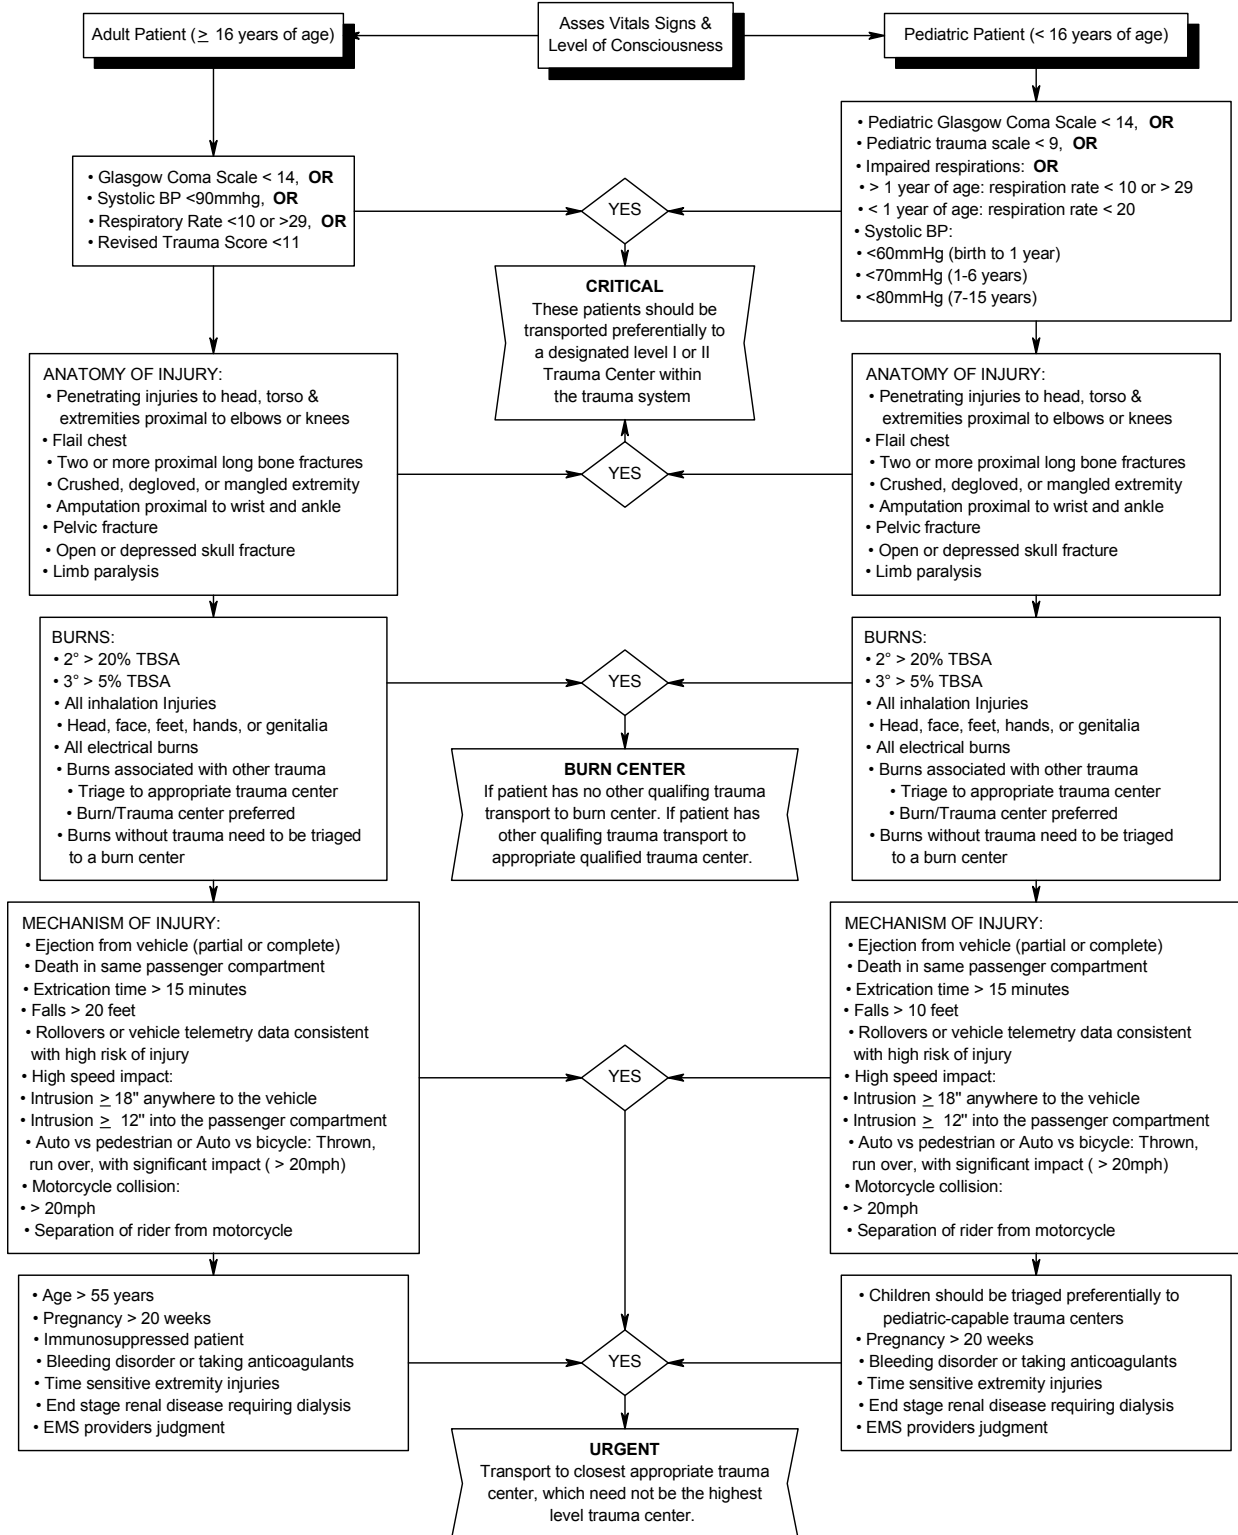 Asses Vitals Signs &
Level of Consciousness
Adult Patient (≥ 16 years of age)
Pediatric Patient (< 16 years of age)
• Glasgow Coma Scale < 14, OR
• Systolic BP <90mmhg, OR
• Respiratory Rate <10 or >29, OR
• Revised Trauma Score <11
YES
• Pediatric Glasgow Coma Scale < 14, OR
• Pediatric trauma scale < 9, OR
• Impaired respirations: OR
• > 1 year of age: respiration rate < 10 or > 29
• < 1 year of age: respiration rate < 20
• Systolic BP:
• <60mmHg (birth to 1 year)
• <70mmHg (1-6 years)
• <80mmHg (7-15 years)
CRITICAL
These patients should be
transported preferentially to
a designated level I or II
Trauma Center within
the trauma system
ANATOMY OF INJURY:
• Penetrating injuries to head, torso &
extremities proximal to elbows or knees
• Flail chest
• Two or more proximal long bone fractures
• Crushed, degloved, or mangled extremity
• Amputation proximal to wrist and ankle
• Pelvic fracture
• Open or depressed skull fracture
• Limb paralysis
YES
ANATOMY OF INJURY:
• Penetrating injuries to head, torso &
extremities proximal to elbows or knees
• Flail chest
• Two or more proximal long bone fractures
• Crushed, degloved, or mangled extremity
• Amputation proximal to wrist and ankle
• Pelvic fracture
• Open or depressed skull fracture
• Limb paralysis
BURNS:
• 2° > 20% TBSA
• 3° > 5% TBSA
• All inhalation Injuries
• Head, face, feet, hands, or genitalia
• All electrical burns
• Burns associated with other trauma
• Triage to appropriate trauma center
• Burn/Trauma center preferred
• Burns without trauma need to be triaged
to a burn center
YES
BURN CENTER
If patient has no other qualifing trauma
transport to burn center. If patient has
other qualifing trauma transport to
appropriate qualified trauma center.
BURNS:
• 2° > 20% TBSA
• 3° > 5% TBSA
• All inhalation Injuries
• Head, face, feet, hands, or genitalia
• All electrical burns
• Burns associated with other trauma
• Triage to appropriate trauma center
• Burn/Trauma center preferred
• Burns without trauma need to be triaged
to a burn center
MECHANISM OF INJURY:
• Ejection from vehicle (partial or complete)
• Death in same passenger compartment
• Extrication time > 15 minutes
• Falls > 20 feet
• Rollovers or vehicle telemetry data consistent
with high risk of injury
• High speed impact:
• Intrusion ≥ 18" anywhere to the vehicle
• Intrusion ≥ 12" into the passenger compartment
• Auto vs pedestrian or Auto vs bicycle: Thrown,
run over, with significant impact ( > 20mph)
• Motorcycle collision:
• > 20mph
• Separation of rider from motorcycle
YES
MECHANISM OF INJURY:
• Ejection from vehicle (partial or complete)
• Death in same passenger compartment
• Extrication time > 15 minutes
• Falls > 10 feet
• Rollovers or vehicle telemetry data consistent
with high risk of injury
• High speed impact:
• Intrusion ≥ 18" anywhere to the vehicle
• Intrusion ≥ 12" into the passenger compartment
• Auto vs pedestrian or Auto vs bicycle: Thrown,
run over, with significant impact ( > 20mph)
• Motorcycle collision:
• > 20mph
• Separation of rider from motorcycle
• Age > 55 years
• Pregnancy > 20 weeks
• Immunosuppressed patient
• Bleeding disorder or taking anticoagulants
• Time sensitive extremity injuries
• End stage renal disease requiring dialysis
• EMS providers judgment
YES
• Children should be triaged preferentially to
pediatric-capable trauma centers
• Pregnancy > 20 weeks
• Bleeding disorder or taking anticoagulants
• Time sensitive extremity injuries
• End stage renal disease requiring dialysis
• EMS providers judgment
URGENT
Transport to closest appropriate trauma
center, which need not be the highest
level trauma center.